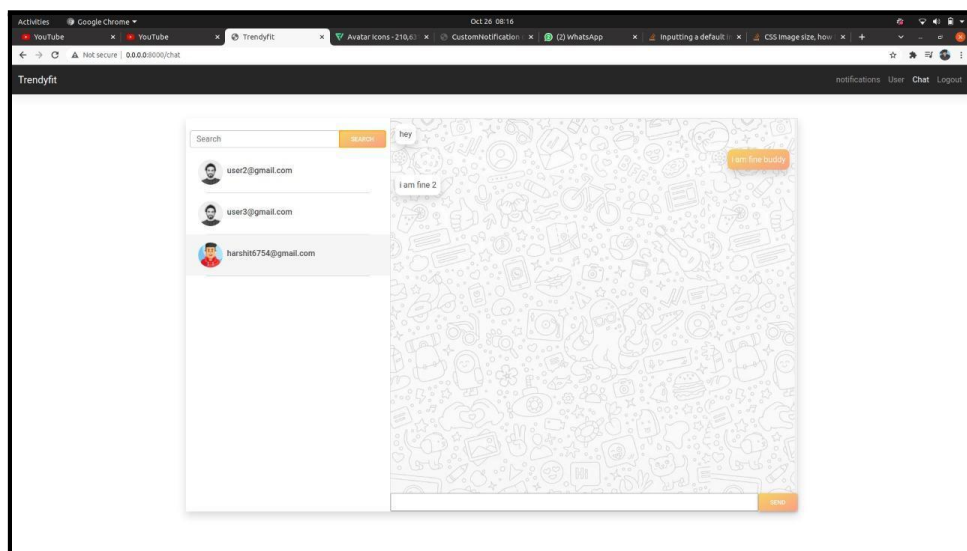 Activities Google Chrome Oct 26 08:16
YouTube YouTube Trendyfit Avatar Icons - 210,63 CustomNotification (2) WhatsApp Inputting a default i CSS image size, how
Not secure 0.0.0.0:8000/chat
Trendyfit notifications User Chat Logout
Search SEARCH
hey
i am fine buddy
user2@gmail.com
i am fine 2
user3@gmail.com
harshit6754@gmail.com
Hi
SEND